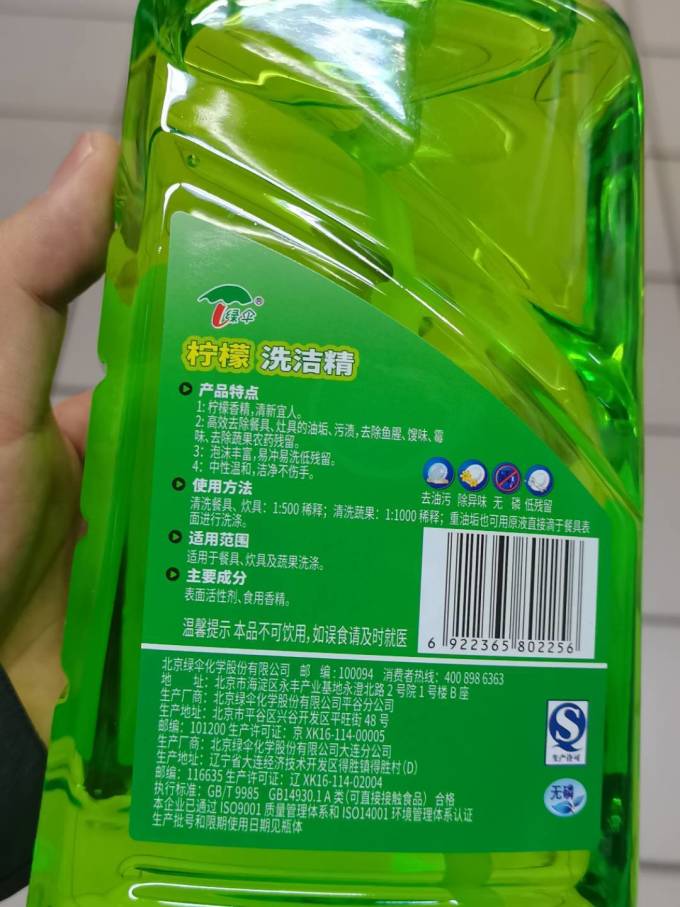 绿伞®
柠檬 洗洁精
产品特点
1: 柠檬香精,清新宜人。
2: 高效去除餐具、灶具的油垢、污渍,去除鱼腥、馊味、霉
味、去除蔬果农药残留。
3: 泡沫丰富,易冲易洗低残留。
4: 中性温和,洁净不伤手。
去油污 除异味 无 磷 低残留
使用方法
清洗餐具、炊具: 1:500 稀释; 清洗蔬果: 1:1000 稀释; 重油垢也可用原液直接滴于餐具表
面进行洗涤。
适用范围
适用于餐具、炊具及蔬果洗涤。
主要成分
表面活性剂、食用香精。
温馨提示 本品不可饮用,如误食请及时就医
6 922365 802256
北京绿伞化学股份有限公司 邮 编:100094 消费者热线: 400 898 6363
地 址: 北京市海淀区永丰产业基地永澄北路 2 号院 1 号楼 B 座
生产厂商: 北京绿伞化学股份有限公司平谷分公司
生产地址: 北京市平谷区兴谷开发区平旺街 48 号
邮编: 101200 生产许可证: 京 XK16-114-00005
生产厂商: 北京绿伞化学股份有限公司大连分公司
生产地址: 辽宁省大连经济技术开发区得胜镇得胜村 (D)
邮编: 116635 生产许可证: 辽 XK16-114-02004
执行标准: GB/T 9985 GB14930.1 A 类(可直接接触食品) 合格
本企业已通过 ISO9001 质量管理体系和 ISO14001 环境管理体系认证
生产批号和限期使用日期见瓶体
生产许可
无磷